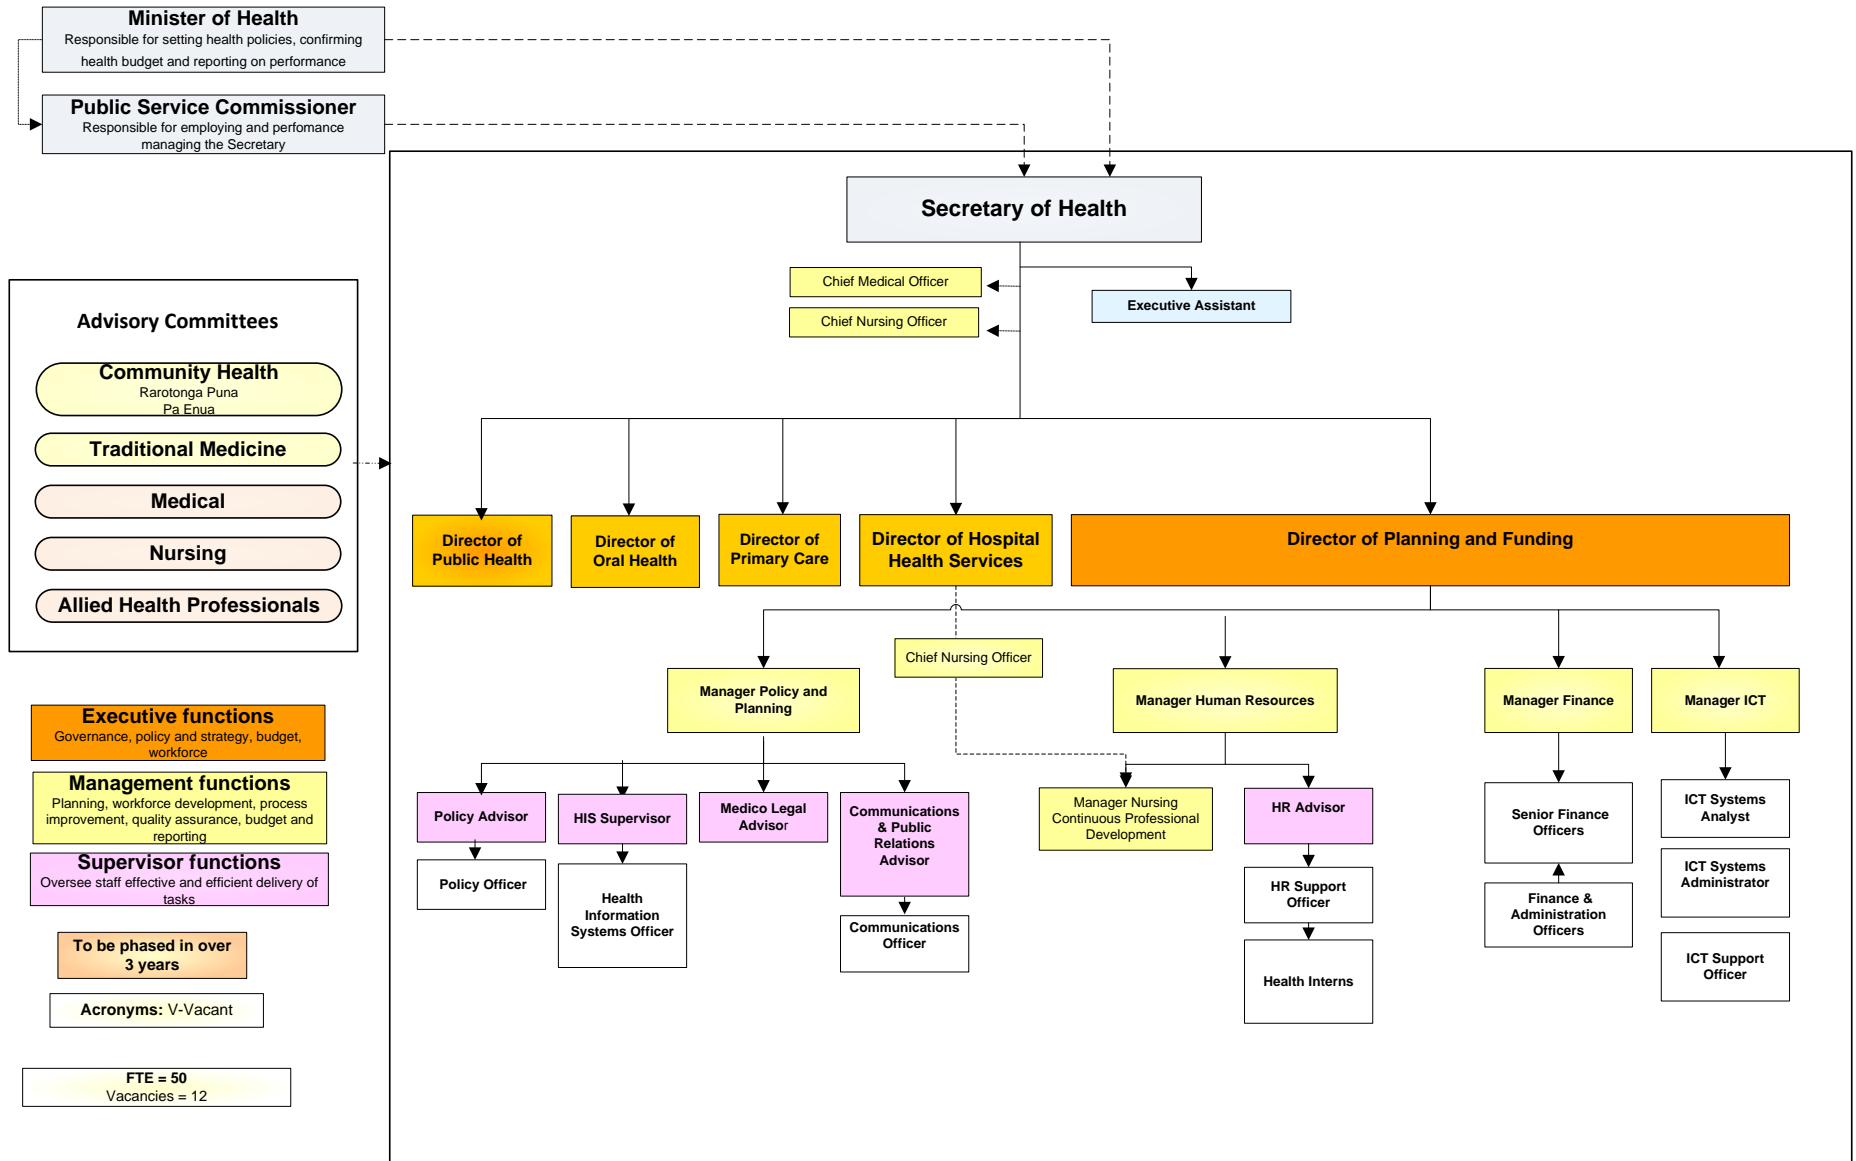 Minister of Health
Responsible for setting health policies, confirming
health budget and reporting on performance
Public Service Commissioner
Responsible for employing and perfomance
managing the Secretary
Secretary of Health
Chief Medical Officer
Chief Nursing Officer
Executive Assistant
Advisory Committees
Community Health
Rarotonga Puna
Pa Enua
Traditional Medicine
Medical
Nursing
Allied Health Professionals
Director of
Public Health
Director of
Oral Health
Director of
Primary Care
Director of Hospital
Health Services
Director of Planning and Funding
Chief Nursing Officer
Manager Policy and
Planning
Manager Human Resources
Manager Finance
Manager ICT
Executive functions
Governance, policy and strategy, budget,
workforce
Management functions
Planning, workforce development, process
improvement, quality assurance, budget and
reporting
Supervisor functions
Oversee staff effective and efficient delivery of
tasks
To be phased in over
3 years
Acronyms: V-Vacant
FTE = 50
Vacancies = 12
Policy Advisor
HIS Supervisor
Medico Legal
Advisor
Communications
& Public
Relations
Advisor
Manager Nursing
Continuous Professional
Development
HR Advisor
Senior Finance
Officers
ICT Systems
Analyst
Policy Officer
Health
Information
Systems Officer
Communications
Officer
HR Support
Officer
Health Interns
Finance &
Administration
Officers
ICT Systems
Administrator
ICT Support
Officer